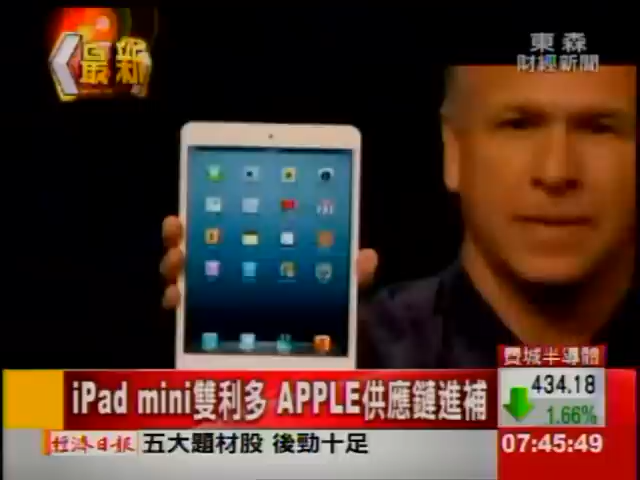 最新
東森
財經新聞
iPad mini雙利多 APPLE供應鏈進補
費城半導體
434.18
1.66%
經濟日報 五大題材股 後勁十足
07:45:49